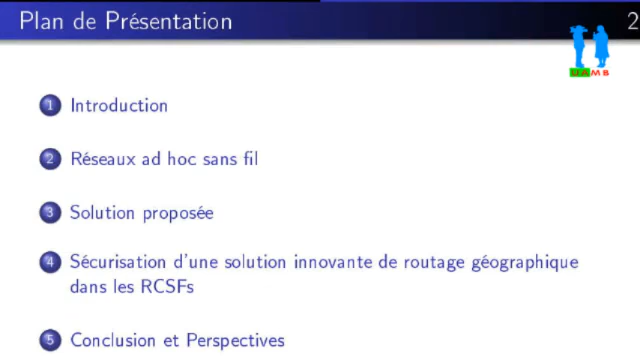 Plan de Présentation 2
UAMB
1 Introduction
2 Réseaux ad hoc sans fil
3 Solution proposée
4 Sécurisation d'une solution innovante de routage géographique
dans les RCSFs
5 Conclusion et Perspectives